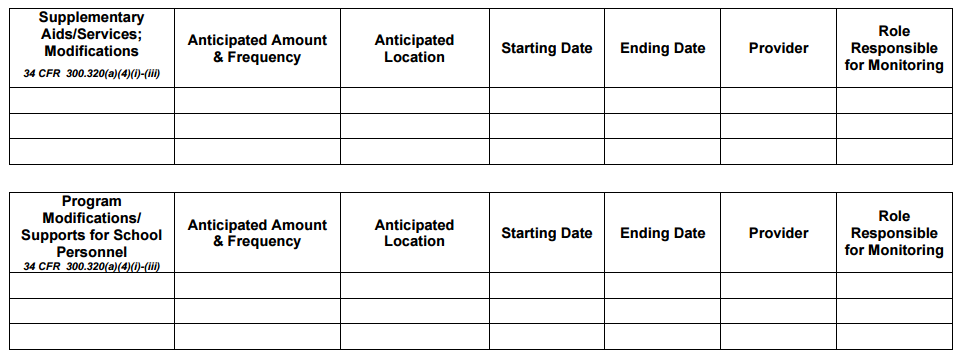 Supplementary
Aids/Services;
Modifications
34 CFR 300.320(a)(4)(i)-(iii)
Anticipated Amount
& Frequency
Anticipated
Location
Starting Date
Ending Date
Provider
Role
Responsible
for Monitoring
Program
Modifications/
Supports for School
Personnel
34 CFR 300.320(a)(4)(i)-(iii)
Anticipated Amount
& Frequency
Anticipated
Location
Starting Date
Ending Date
Provider
Role
Responsible
for Monitoring